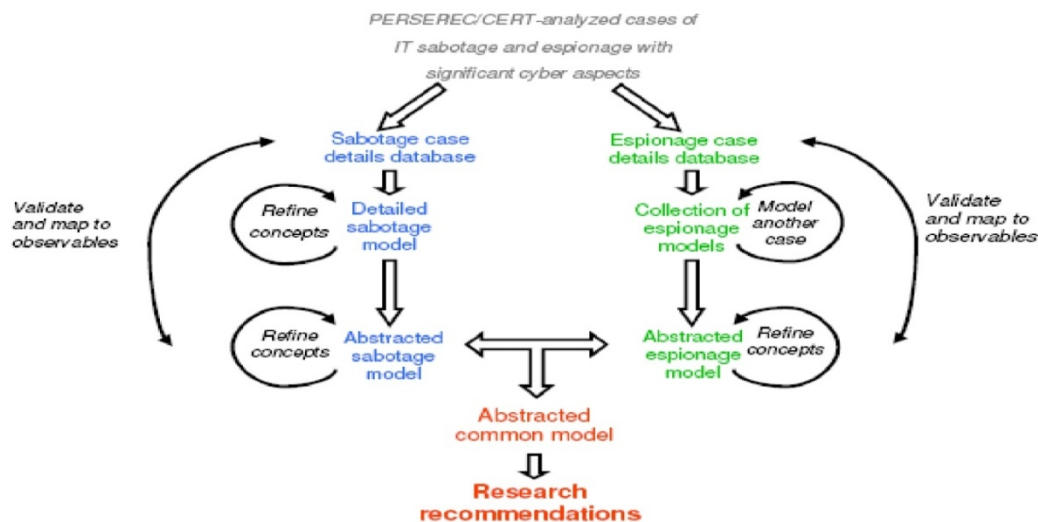 PERSEREC/CERT-analyzed cases of
IT sabotage and espionage with
significant cyber aspects
Sabotage case
details database
Espionage case
details database
Validate
and map to
observables
Refine
concepts
Detailed
sabotage
model
Collection of
espionage
models
Model
another
case
Validate
and map to
observables
Refine
concepts
Abstracted
sabotage
model
Abstracted
espionage
model
Refine
concepts
Abstracted
common model
Research
recommendations